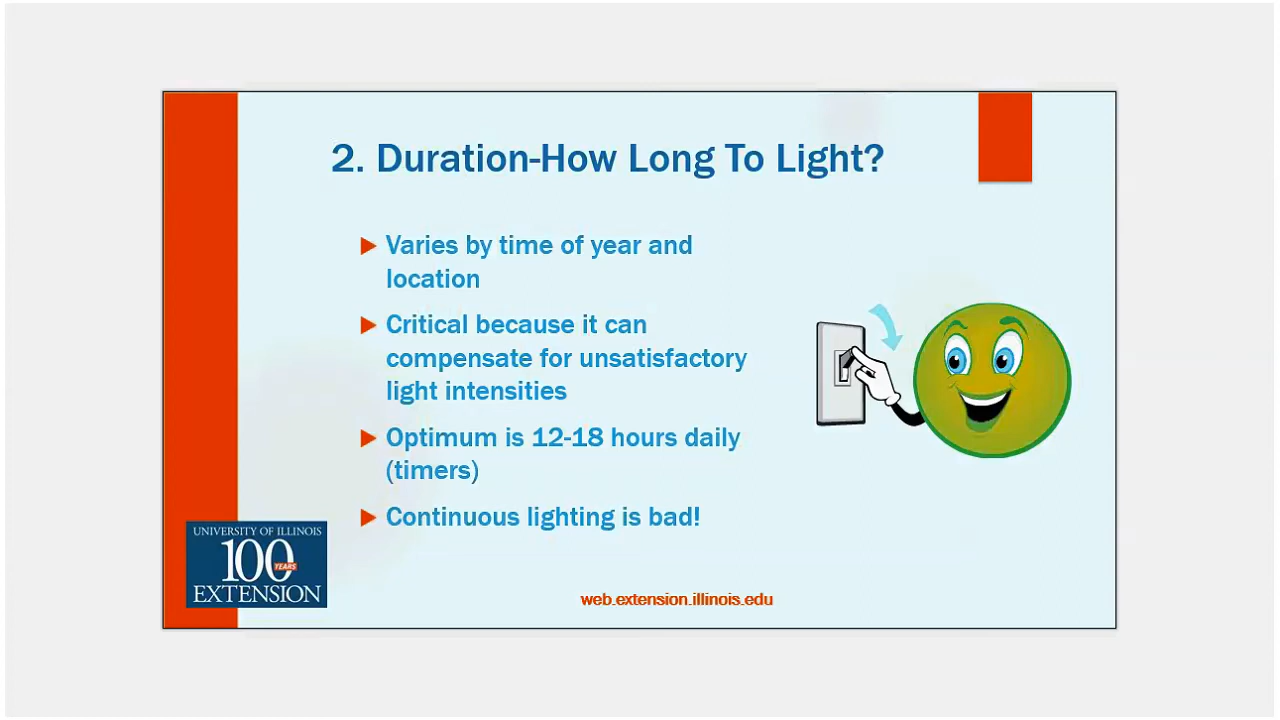 2. Duration-How Long To Light?
Varies by time of year and
location
Critical because it can
compensate for unsatisfactory
light intensities
Optimum is 12-18 hours daily
(timers)
Continuous lighting is bad!
UNIVERSITY OF ILLINOIS
100
YEARS
EXTENSION
web.extension.illinois.edu